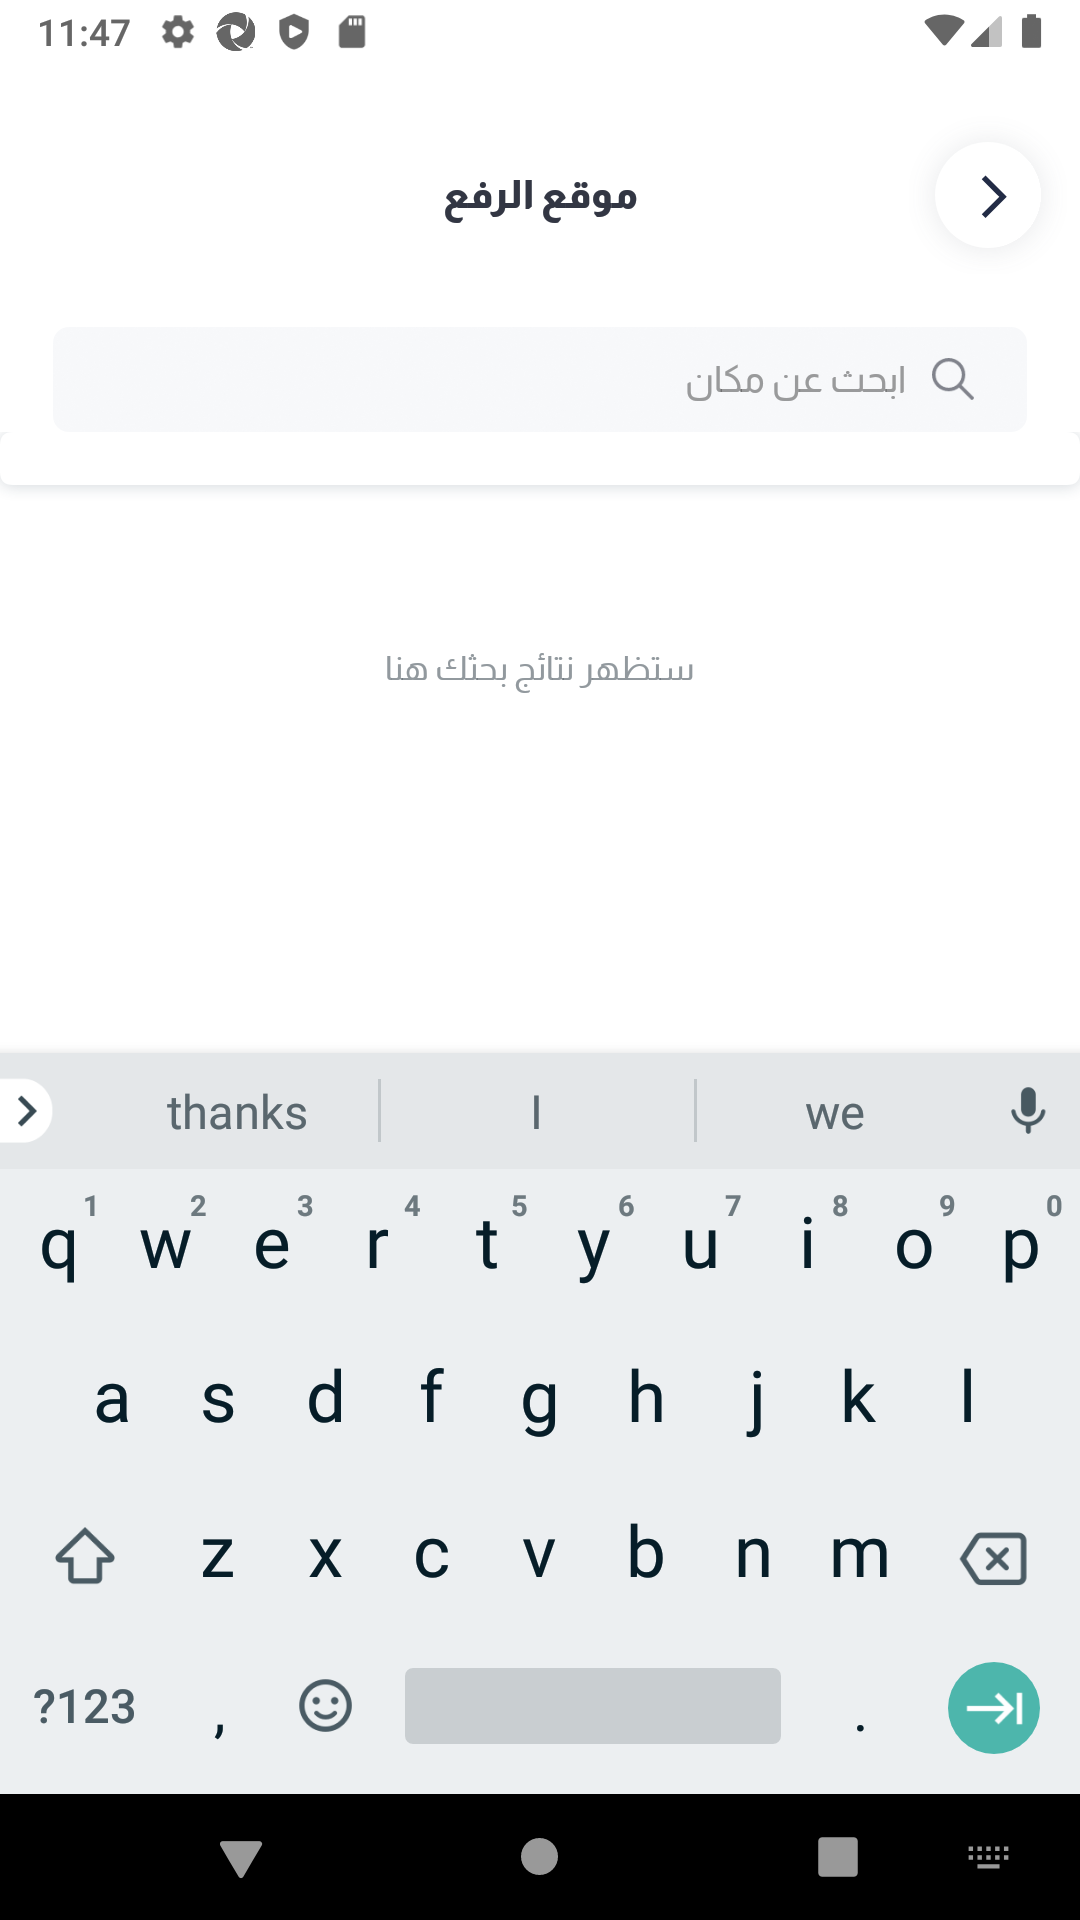 11:47
موقع الرفع
ابحث عن مكان
ستظهر نتائج بحثك هنا
thanks I we
1 2 3 4 5 6 7 8 9 0
q w e r t y u i o p
a s d f g h j k l
z x c v b n m
?123 , .